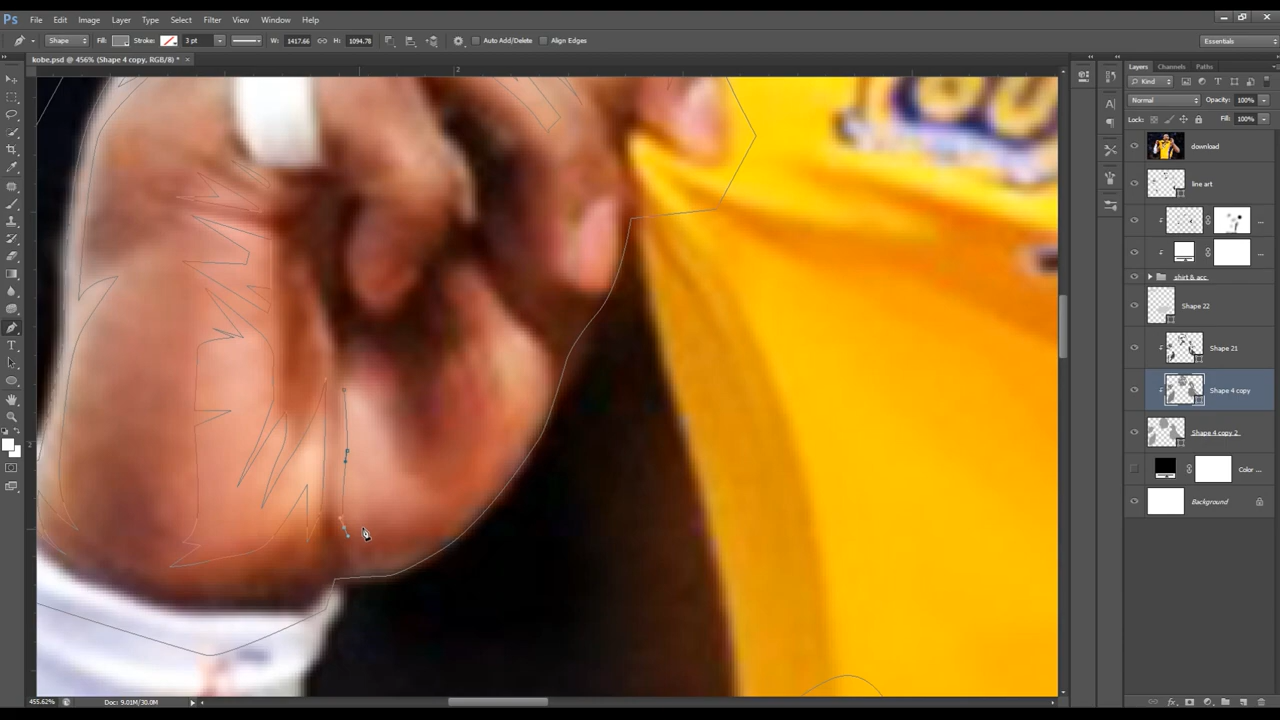 Ps File Edit Image Layer Type Select Filter View Window Help
Shape Fill: Stroke: 3 pt W: 1417.66 H: 1094.78 Auto Add/Delete Align Edges Essentials
kobe.psd @ 456% (Shape 4 copy, RGB/8) * ×
2
2
Layers Channels Paths
Kind
Normal Opacity: 100%
Lock: Fill: 100%
download
line art
...
...
shirt & acc.
Shape 22
Shape 21
Shape 4 copy
Shape 4 copy 2
Color ...
Background
455.62% Doc: 9.01M/30.0M